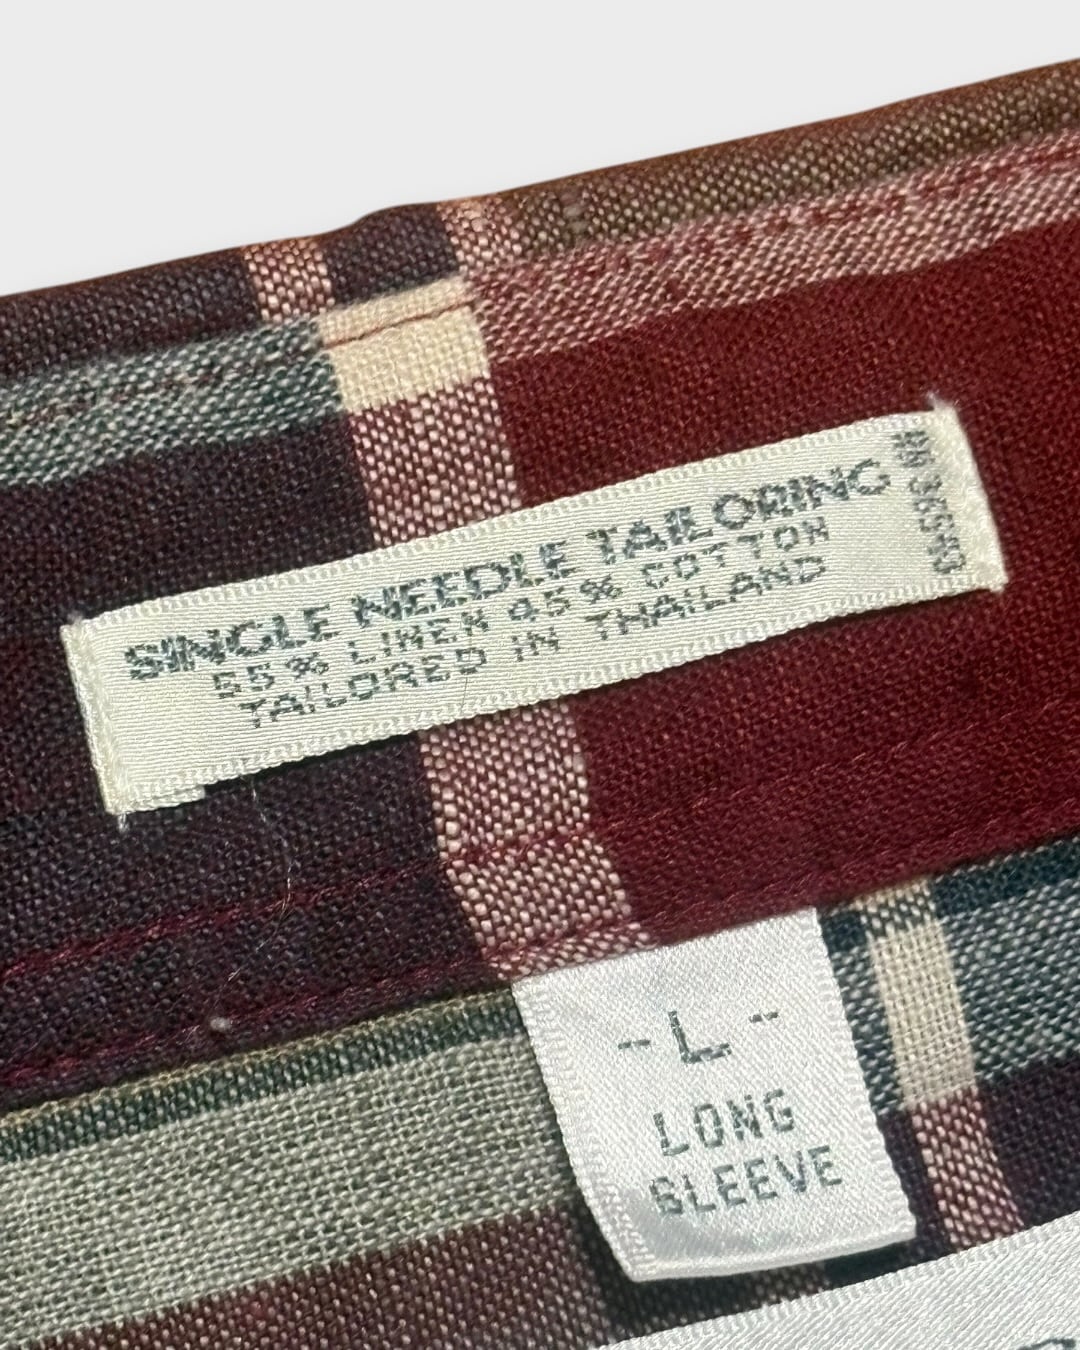 SINGLE NEEDLE TAILORING
55% LINEN 45% COTTON
TAILORED IN THAILAND
- L -
LONG
SLEEVE